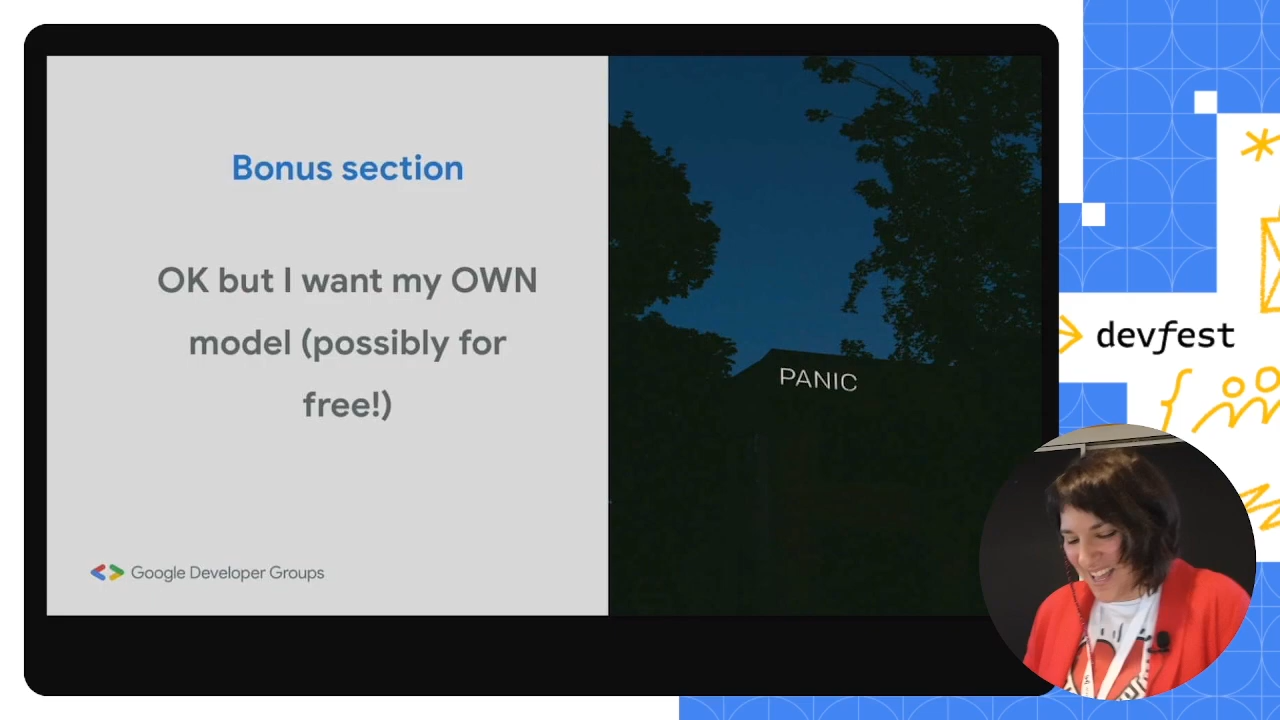 Bonus section
OK but I want my OWN
model (possibly for
free!)
Google Developer Groups
PANIC
devfest